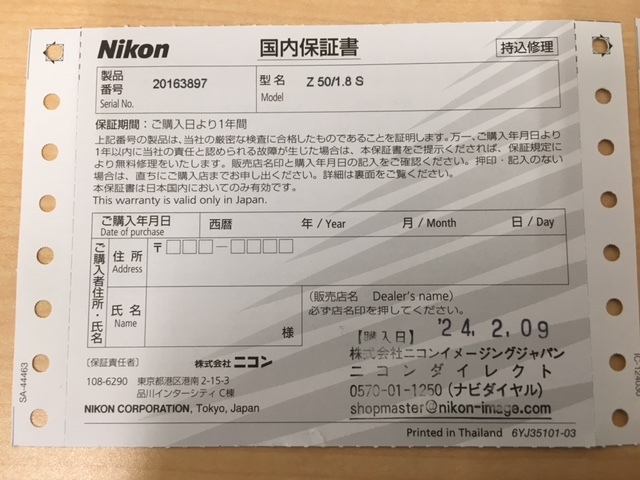 Nikon 国内保証書 持込修理
製品番号 Serial No. 20163897 型名 Model Z 50/1.8 S
保証期間：ご購入日より1年間
上記番号の製品は、当社の厳密な検査に合格したものであることを証明します。万一、ご購入年月日より
1年以内に当社の責任と認められる故障が生じた場合は、本保証書をご提示くだされば、保証規定に
より無料修理をいたします。販売店名印と購入年月日の記入をご確認ください。押印・記入のない
場合は、直ちにご購入店までお申し出ください。詳細は裏面をご覧ください。
本保証書は日本国内においてのみ有効です。
This warranty is valid only in Japan.
ご購入年月日 Date of purchase 西暦 年 / Year 月 / Month 日 / Day
ご購入者住所・氏名
住所 Address 〒□□□－□□□□
氏名 Name 様
(販売店名 Dealer's name)
必ず店名印を押してください。
【購入日】 '24. 2. 09
株式会社ニコンイメージングジャパン
ニコンダイレクト
0570-01-1250 (ナビダイヤル)
shopmaster@nikon-image.com
〔保証責任者〕 株式会社 ニコン
108-6290 東京都港区港南 2-15-3
品川インターシティ C棟
NIKON CORPORATION, Tokyo, Japan
Printed in Thailand 6YJ35101-03
SA-44463